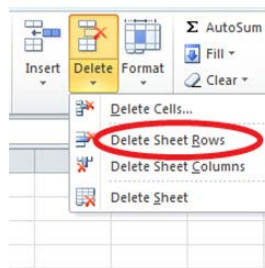 Insert Delete Format
Σ AutoSum
Fill
Clear
Delete Cells...
Delete Sheet Rows
Delete Sheet Columns
Delete Sheet